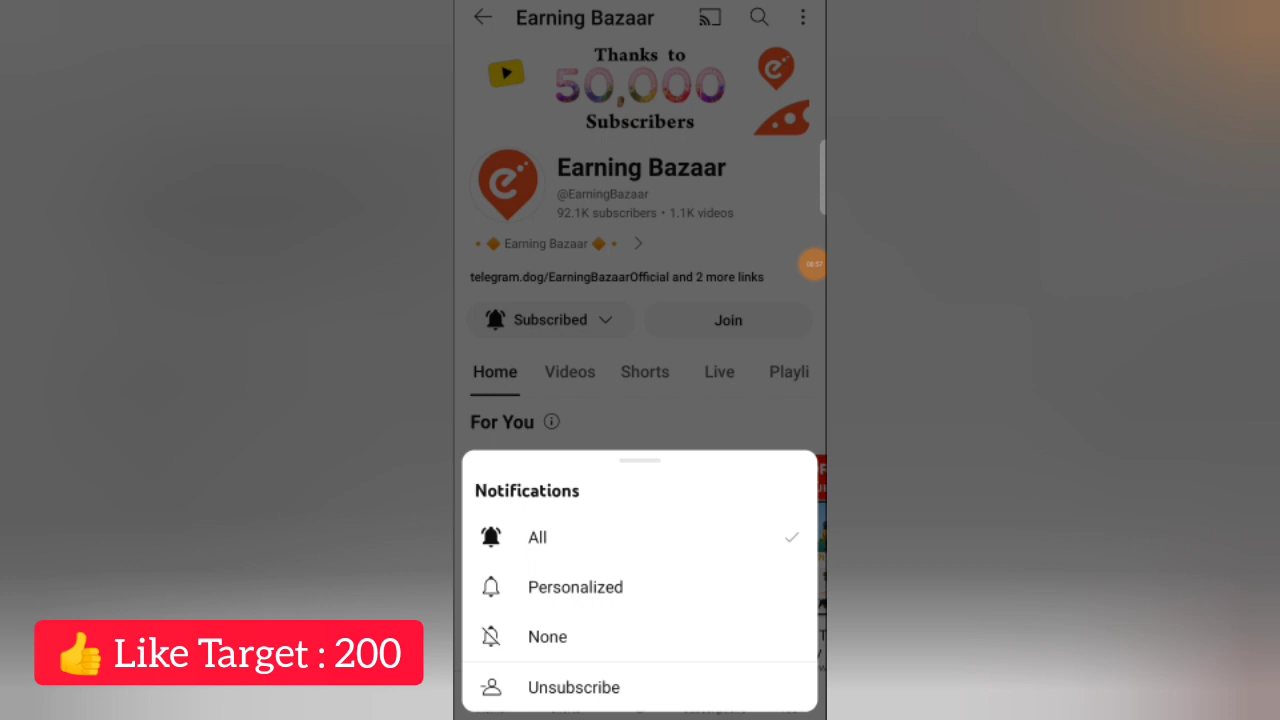 Earning Bazaar
Thanks to
50,000
Subscribers
Earning Bazaar
@EarningBazaar
92.1K subscribers • 1.1K videos
🔸🔶 Earning Bazaar 🔶🔸
telegram.dog/EarningBazaarOfficial and 2 more links
Subscribed
Join
Home Videos Shorts Live Playli
For You
Notifications
All
Personalized
None
Unsubscribe
👍 Like Target : 200